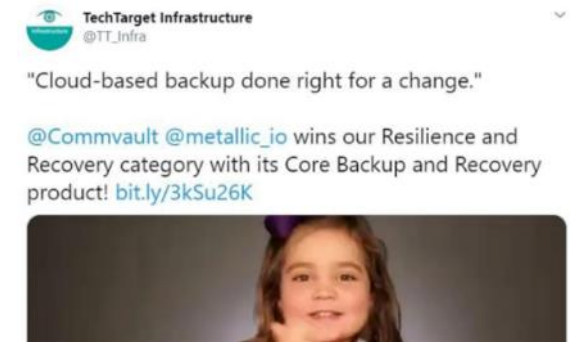 TechTarget Infrastructure
@TT_Infra
"Cloud-based backup done right for a change."
@Commvault @metallic_io wins our Resilience and
Recovery category with its Core Backup and Recovery
product! bit.ly/3kSu26K